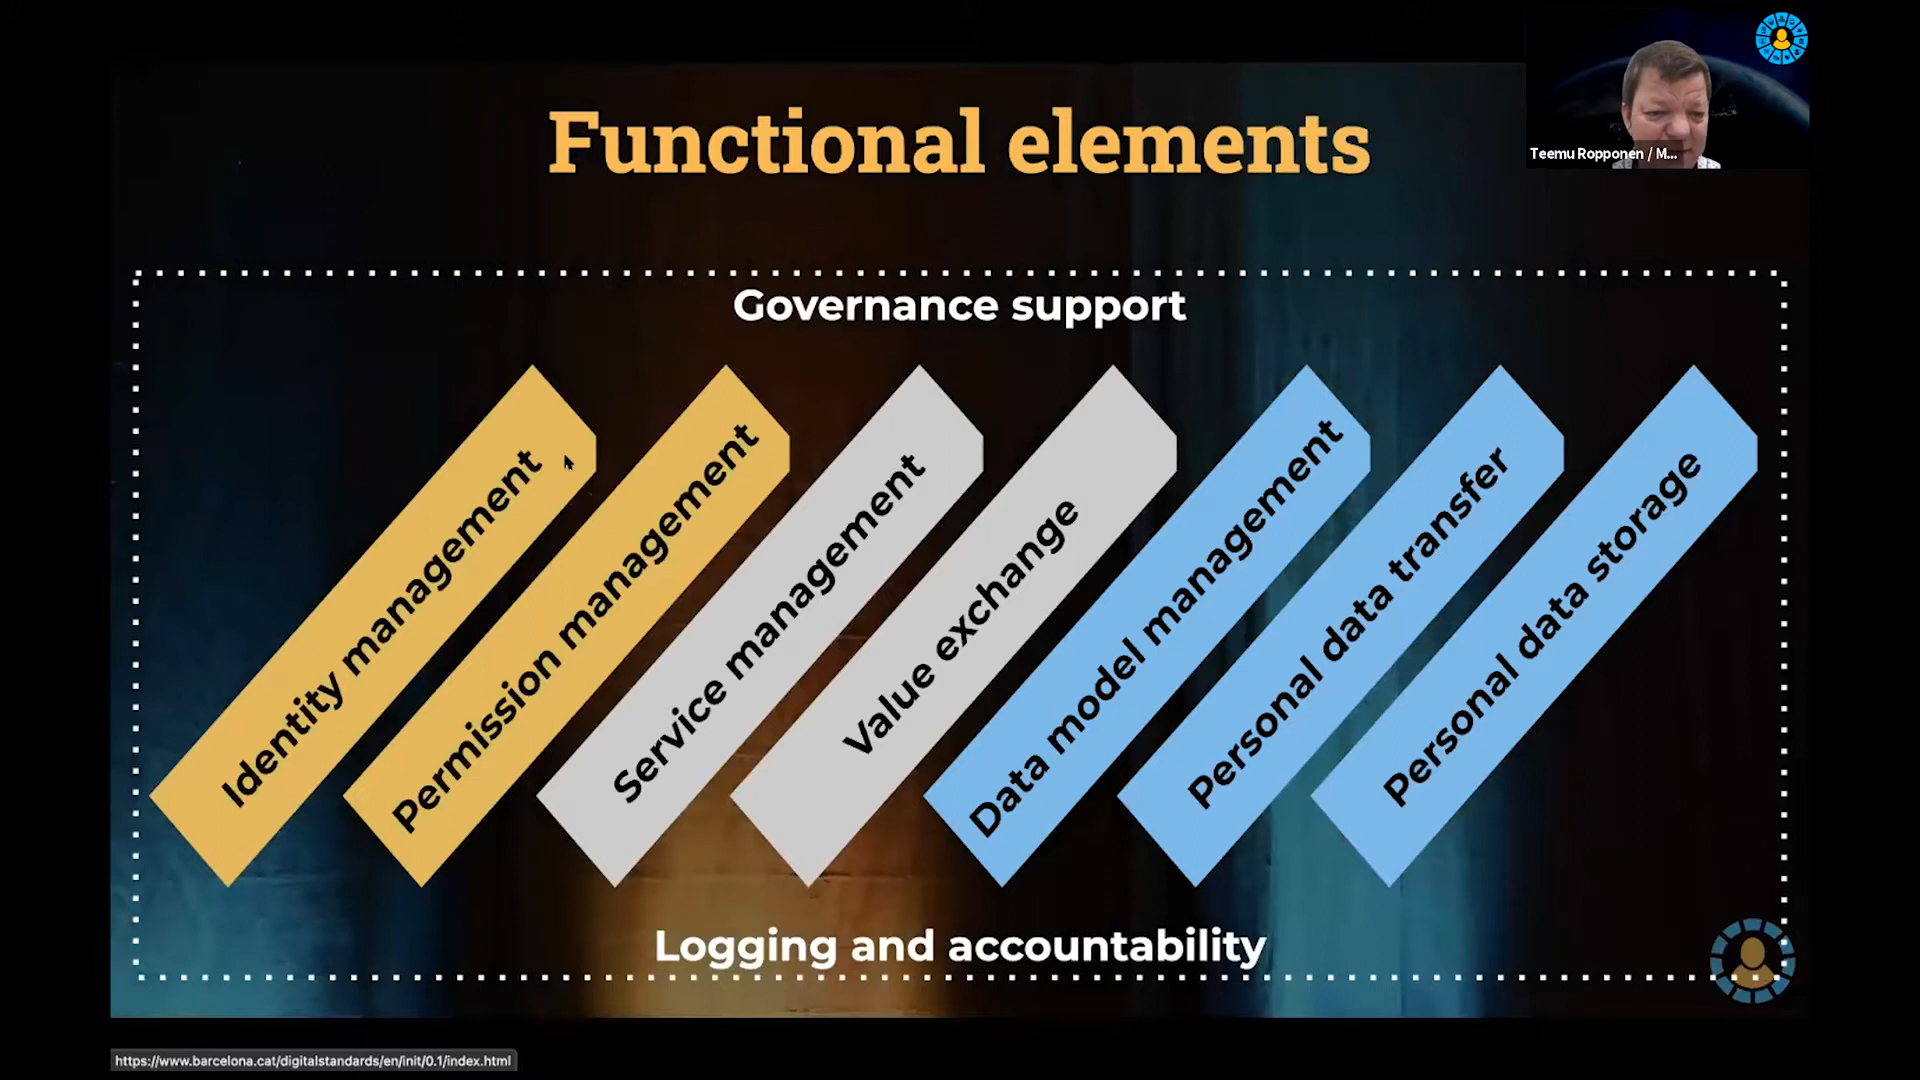 Functional elements
Teemu Ropponen / M...
Governance support
Identity management
Permission management
Service management
Value exchange
Data model management
Personal data transfer
Personal data storage
Logging and accountability
https://www.barcelona.cat/digitalstandards/en/init/0.1/index.html